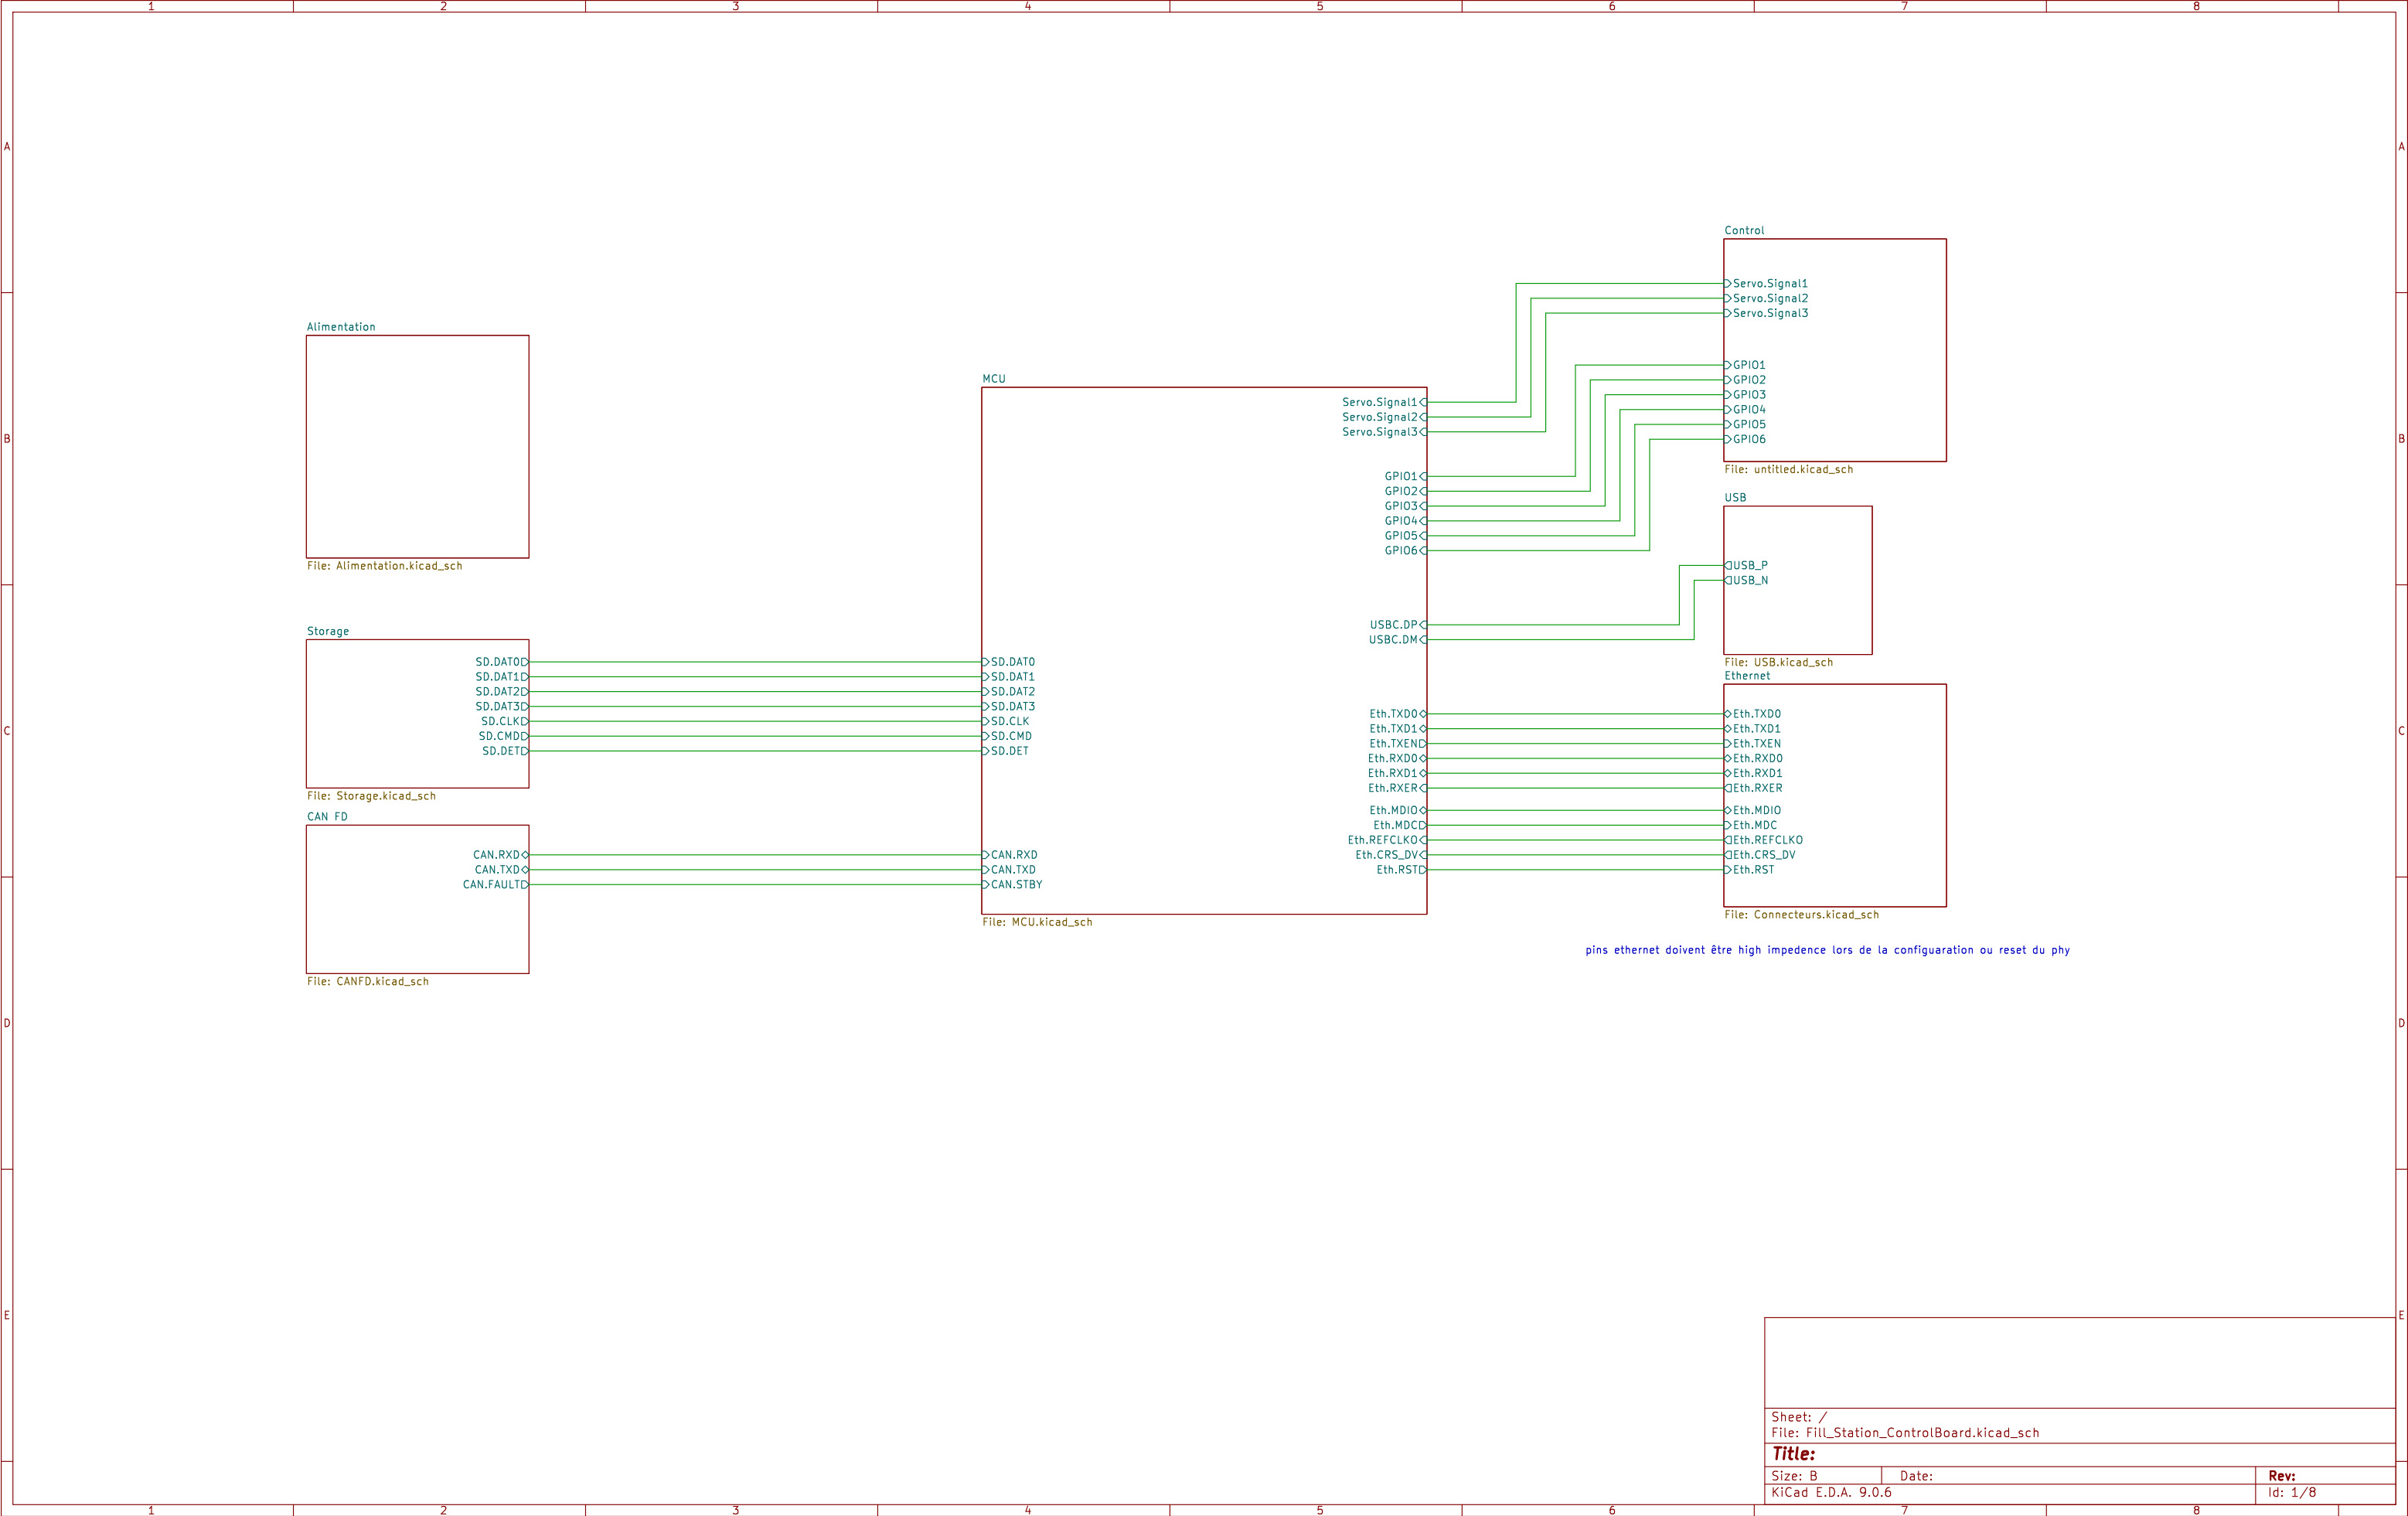 1 2 3 4 5 6 7 8
A A
B B
C C
D D
E E
Control
Servo.Signal1
Servo.Signal2
Servo.Signal3
GPIO1
GPIO2
GPIO3
GPIO4
GPIO5
GPIO6
File: untitled.kicad_sch
Alimentation
File: Alimentation.kicad_sch
MCU
Servo.Signal1
Servo.Signal2
Servo.Signal3
GPIO1
GPIO2
GPIO3
GPIO4
GPIO5
GPIO6
USBC.DP
USBC.DM
SD.DAT0
SD.DAT1
SD.DAT2
SD.DAT3
SD.CLK
SD.CMD
SD.DET
Eth.TXD0
Eth.TXD1
Eth.TXEN
Eth.RXD0
Eth.RXD1
Eth.RXER
Eth.MDIO
Eth.MDC
Eth.REFCLKO
Eth.CRS_DV
Eth.RST
CAN.RXD
CAN.TXD
CAN.STBY
File: MCU.kicad_sch
USB
USB_P
USB_N
File: USB.kicad_sch
Storage
SD.DAT0
SD.DAT1
SD.DAT2
SD.DAT3
SD.CLK
SD.CMD
SD.DET
File: Storage.kicad_sch
Ethernet
Eth.TXD0
Eth.TXD1
Eth.TXEN
Eth.RXD0
Eth.RXD1
Eth.RXER
Eth.MDIO
Eth.MDC
Eth.REFCLKO
Eth.CRS_DV
Eth.RST
File: Connecteurs.kicad_sch
CAN FD
CAN.RXD
CAN.TXD
CAN.FAULT
File: CANFD.kicad_sch
pins ethernet doivent être high impedence lors de la configuaration ou reset du phy
Sheet: /
File: Fill_Station_ControlBoard.kicad_sch
Title:
Size: B Date: Rev:
KiCad E.D.A. 9.0.6 Id: 1/8
1 2 3 4 5 6 7 8